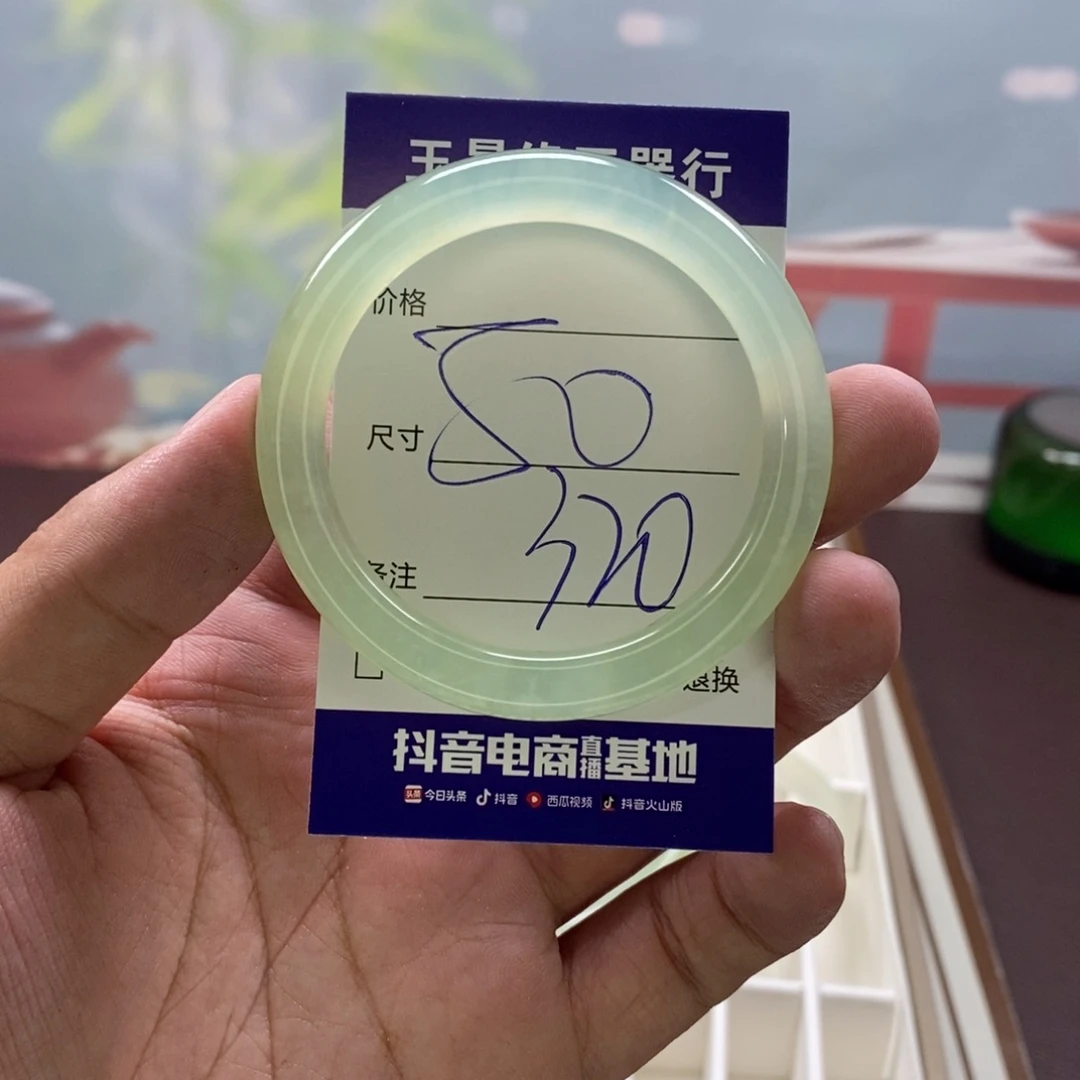 玉器行
价格
尺寸
50
备注
570
退换
抖音电商直播基地
今日头条 抖音 西瓜视频 抖音火山版